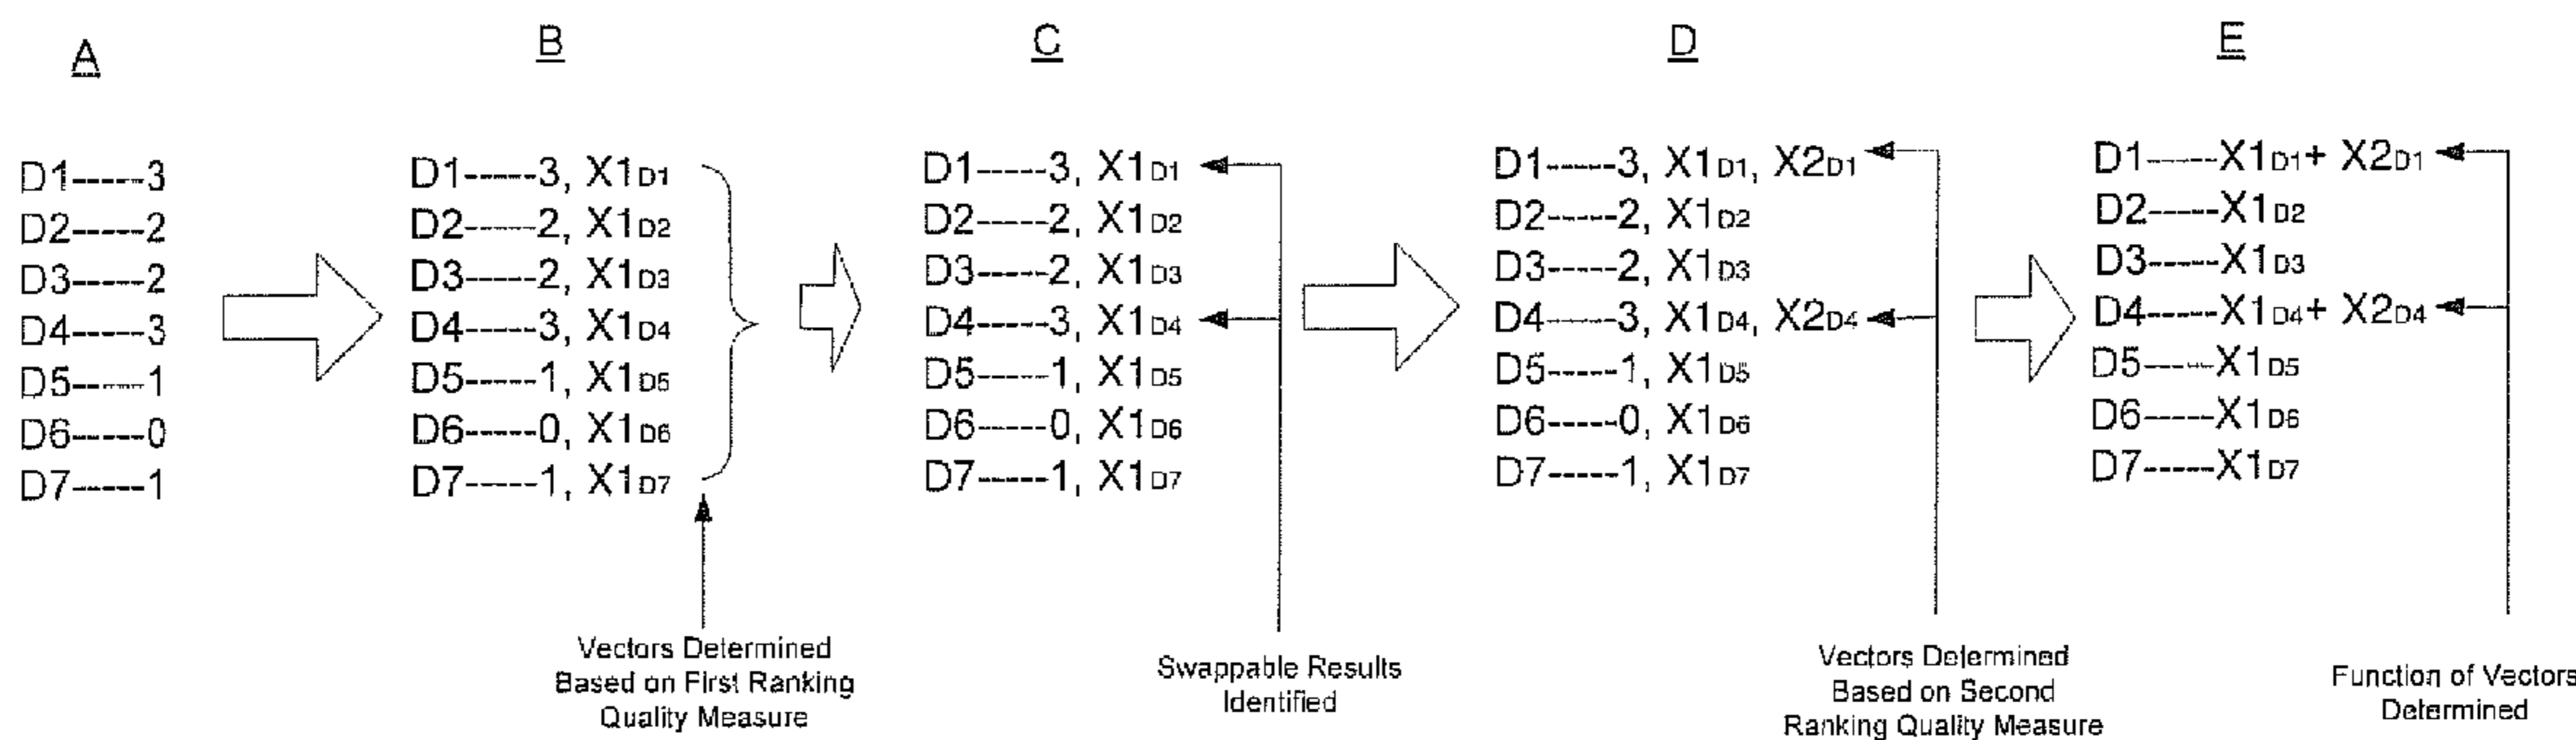 A
B
C
D
E
D1-----3
D2-----2
D3-----2
D4-----3
D5-----1
D6-----0
D7-----1
D1-----3, X1D1
D2-----2, X1D2
D3-----2, X1D3
D4-----3, X1D4
D5-----1, X1D5
D6-----0, X1D6
D7-----1, X1D7
Vectors Determined
Based on First Ranking
Quality Measure
D1-----3, X1D1
D2-----2, X1D2
D3-----2, X1D3
D4-----3, X1D4
D5-----1, X1D5
D6-----0, X1D6
D7-----1, X1D7
Swappable Results
Identified
D1-----3, X1D1, X2D1
D2-----2, X1D2
D3-----2, X1D3
D4-----3, X1D4, X2D4
D5-----1, X1D5
D6-----0, X1D6
D7-----1, X1D7
Vectors Determined
Based on Second
Ranking Quality Measure
D1-----X1D1+ X2D1
D2-----X1D2
D3-----X1D3
D4-----X1D4+ X2D4
D5-----X1D5
D6-----X1D6
D7-----X1D7
Function of Vectors
Determined